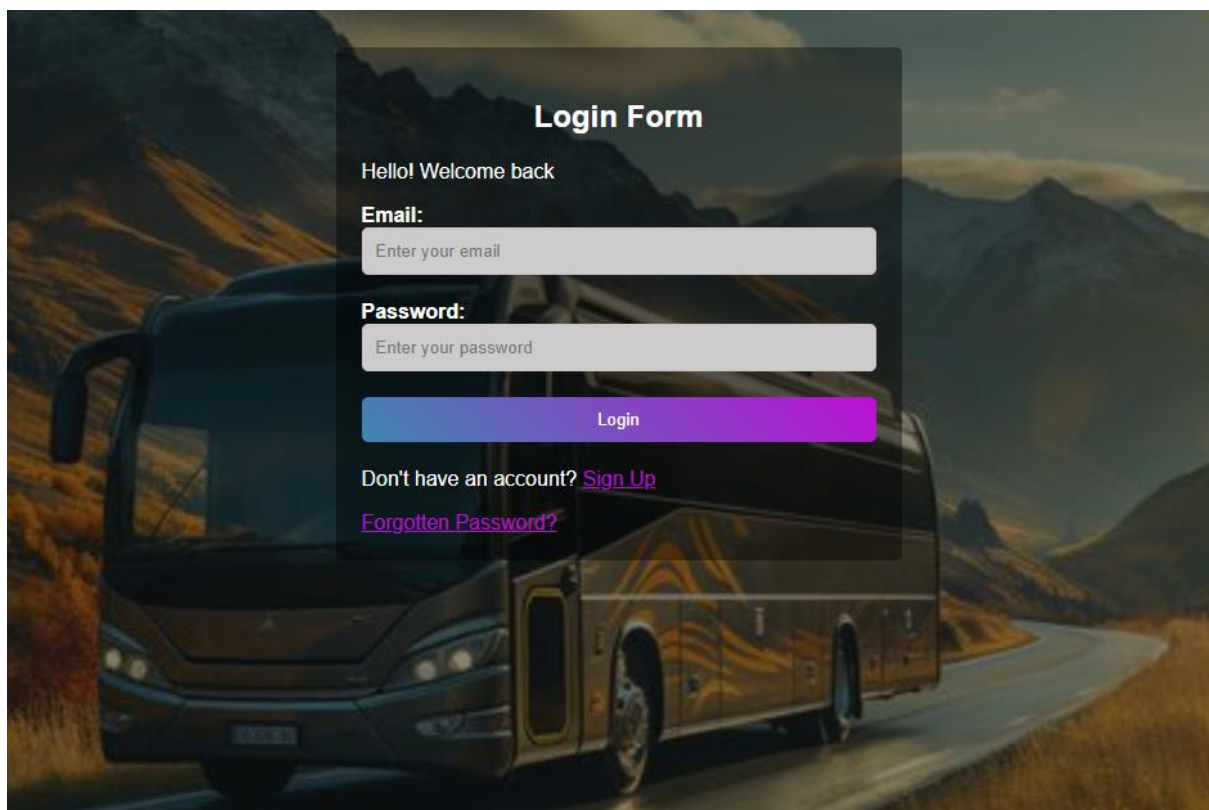 Login Form
Hello! Welcome back
Email:
Enter your email
Password:
Enter your password
Login
Don't have an account? Sign Up
Forgotten Password?